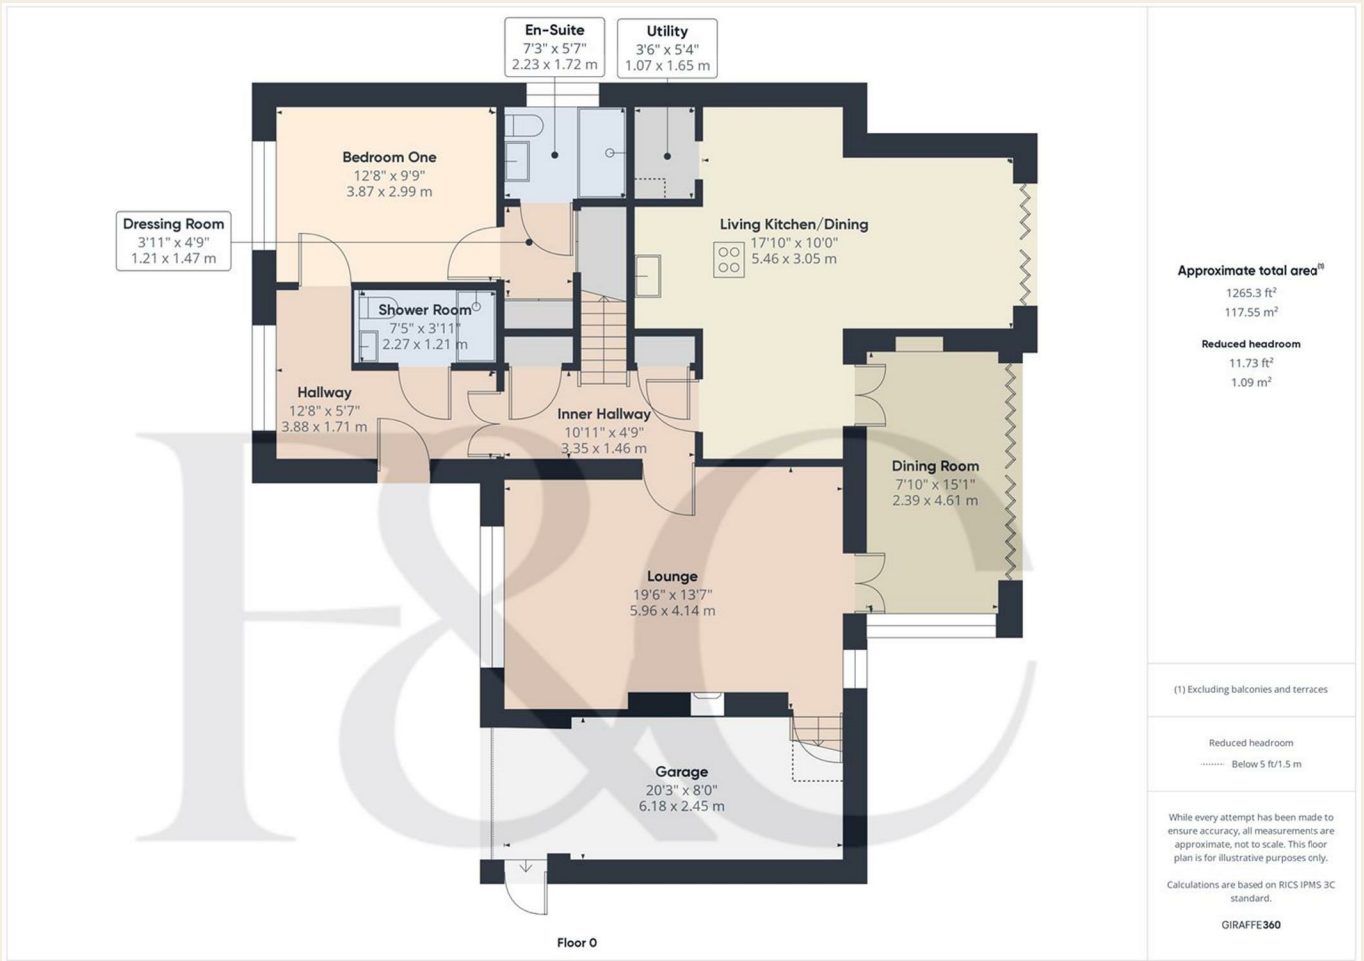 En-Suite
7'3" x 5'7"
2.23 x 1.72 m
Utility
3'6" x 5'4"
1.07 x 1.65 m
Bedroom One
12'8" x 9'9"
3.87 x 2.99 m
Dressing Room
3'11" x 4'9"
1.21 x 1.47 m
Living Kitchen/Dining
17'10" x 10'0"
5.46 x 3.05 m
Shower Room
7'5" x 3'11"
2.27 x 1.21 m
Hallway
12'8" x 5'7"
3.88 x 1.71 m
Inner Hallway
10'11" x 4'9"
3.35 x 1.46 m
Dining Room
7'10" x 15'1"
2.39 x 4.61 m
Lounge
19'6" x 13'7"
5.96 x 4.14 m
Garage
20'3" x 8'0"
6.18 x 2.45 m
F&C
Floor 0
Approximate total area(1)
1265.3 ft²
117.55 m²
Reduced headroom
11.73 ft²
1.09 m²
(1) Excluding balconies and terraces
Reduced headroom
Below 5 ft/1.5 m
While every attempt has been made to
ensure accuracy, all measurements are
approximate, not to scale. This floor
plan is for illustrative purposes only.
Calculations are based on RICS IPMS 3C
standard.
GIRAFFE360